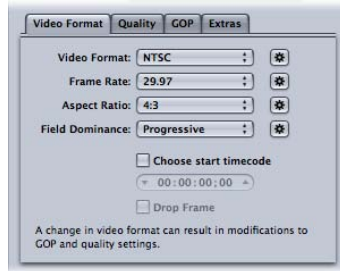 Video Format Quality GOP Extras
Video Format: NTSC
Frame Rate: 29.97
Aspect Ratio: 4:3
Field Dominance: Progressive
Choose start timecode
00:00:00;00
Drop Frame
A change in video format can result in modifications to
GOP and quality settings.